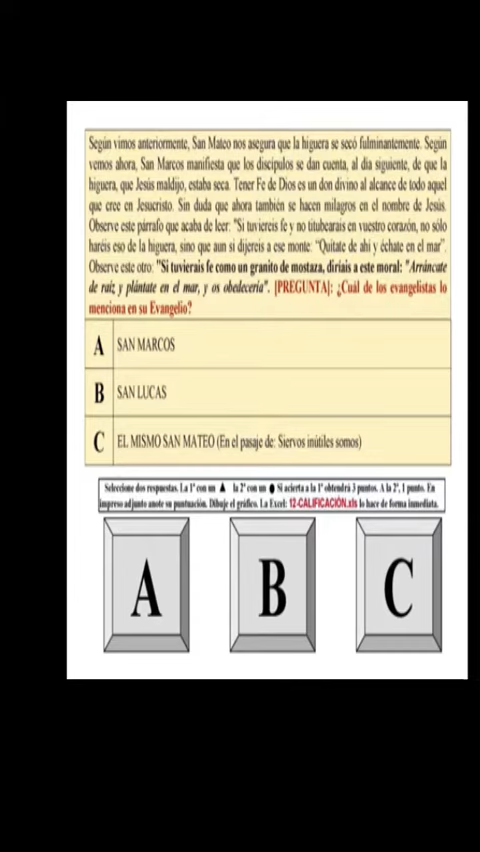 Según vimos anteriormente, San Mateo nos asegura que la higuera se secó fulminantemente. Según
vemos ahora, San Marcos manifiesta que los discípulos se dan cuenta, al día siguiente, de que la
higuera, que Jesús maldijo, estaba seca. Tener Fe de Dios es un don divino al alcance de todo aquel
que cree en Jesucristo. Sin duda que ahora también se hacen milagros en el nombre de Jesús.
Observe este párrafo que acaba de leer: "Si tuviereis fe y no titubearais en vuestro corazón, no sólo
haréis eso de la higuera, sino que aun si dijereis a ese monte: "Quítate de ahí y échate en el mar".
Observe este otro: "Si tuvierais fe como un granito de mostaza, diríais a este moral: "Arráncate
de raíz y plántate en el mar, y os obedecería". [PREGUNTA]: ¿Cuál de los evangelistas lo
menciona en su Evangelio?
A SAN MARCOS
B SAN LUCAS
C EL MISMO SAN MATEO (En el pasaje de: Siervos inútiles somos)
Seleccione dos respuestas. La 1ª con un ▲ la 2ª con un ● Si acierta a la 1ª obtendrá 3 puntos. A la 2ª, 1 punto. En
impreso adjunto anote su puntuación. Dibuje el gráfico. La Excel: 12-CALIFICACIÓN.xls lo hace de forma inmediata.
A B C